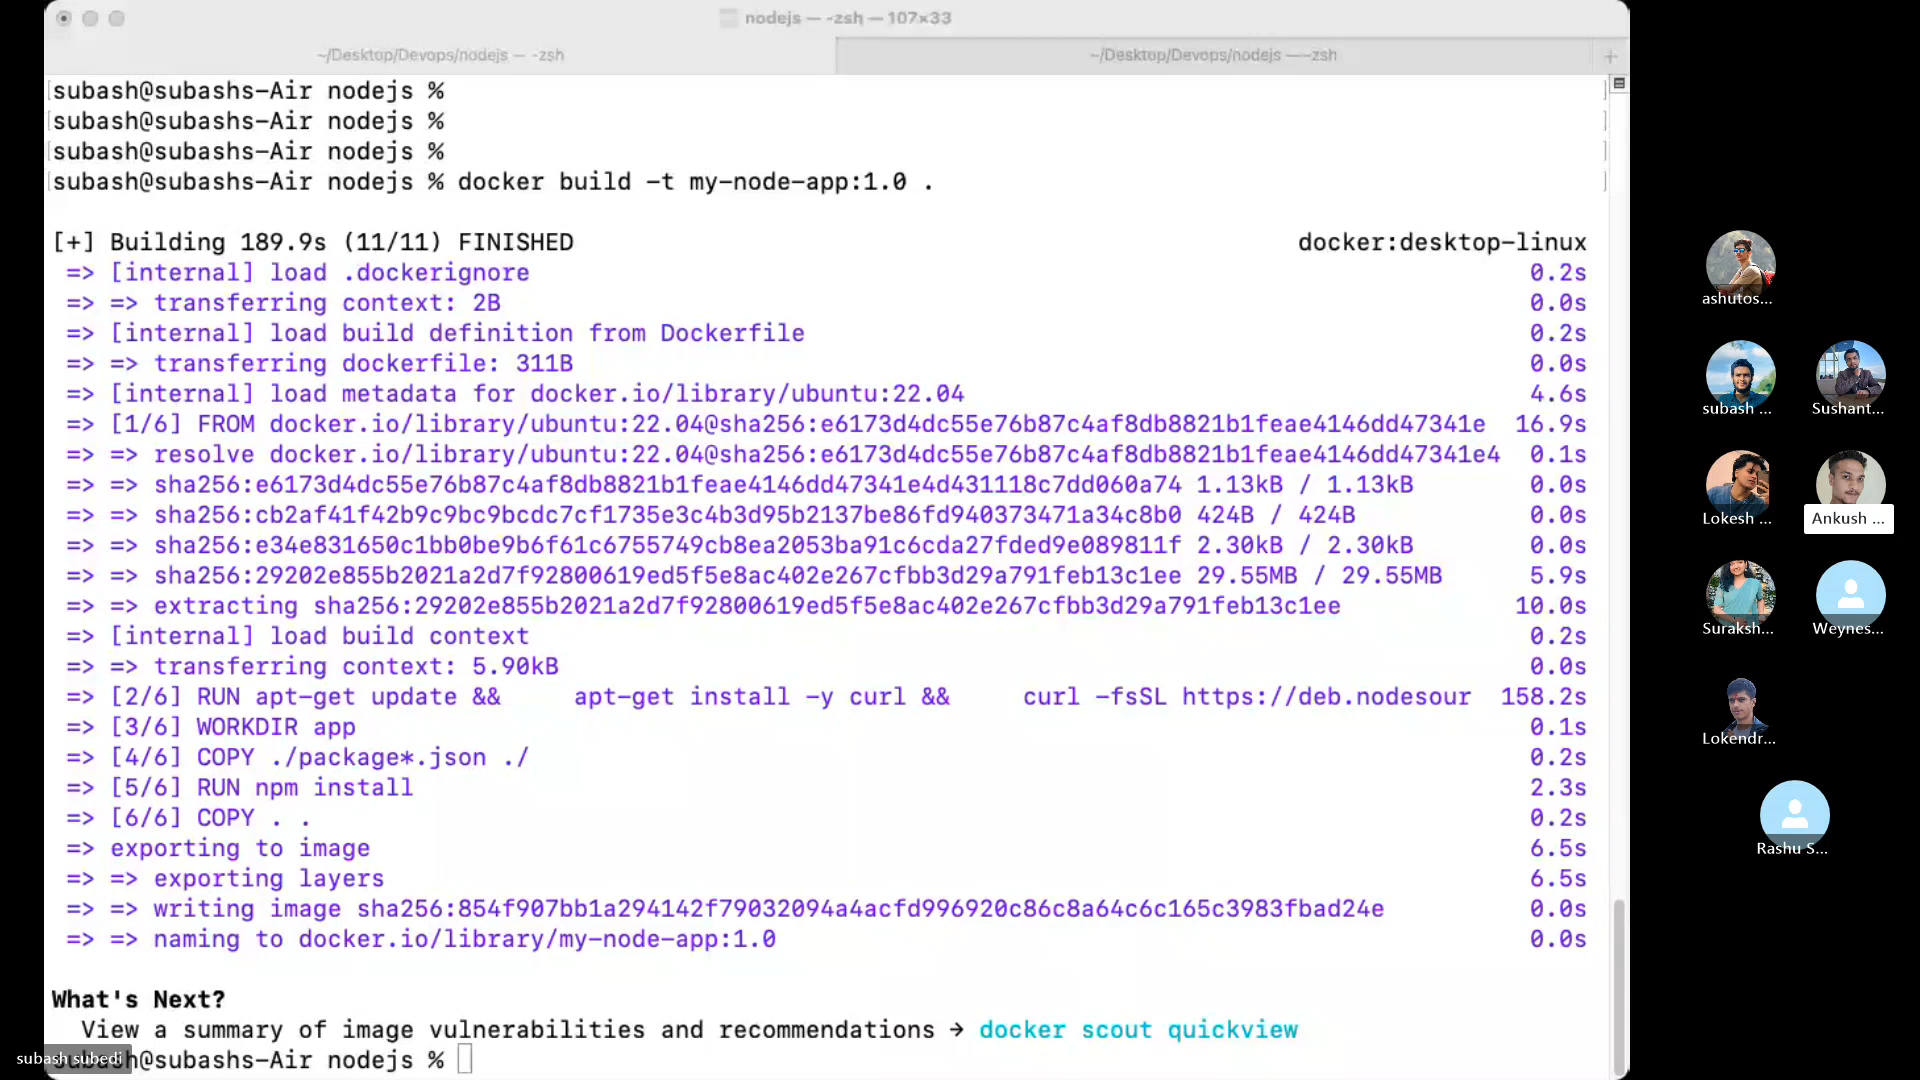 nodejs — -zsh — 107×33
~/Desktop/Devops/nodejs — -zsh
~/Desktop/Devops/nodejs — -zsh
+
subash@subashs-Air nodejs %
subash@subashs-Air nodejs %
subash@subashs-Air nodejs %
subash@subashs-Air nodejs % docker build -t my-node-app:1.0 .
[+] Building 189.9s (11/11) FINISHED docker:desktop-linux
=> [internal] load .dockerignore 0.2s
=> => transferring context: 2B 0.0s
=> [internal] load build definition from Dockerfile 0.2s
=> => transferring dockerfile: 311B 0.0s
=> [internal] load metadata for docker.io/library/ubuntu:22.04 4.6s
=> [1/6] FROM docker.io/library/ubuntu:22.04@sha256:e6173d4dc55e76b87c4af8db8821b1feae4146dd47341e 16.9s
=> => resolve docker.io/library/ubuntu:22.04@sha256:e6173d4dc55e76b87c4af8db8821b1feae4146dd47341e4 0.1s
=> => sha256:e6173d4dc55e76b87c4af8db8821b1feae4146dd47341e4d431118c7dd060a74 1.13kB / 1.13kB 0.0s
=> => sha256:cb2af41f42b9c9bc9bcdc7cf1735e3c4b3d95b2137be86fd940373471a34c8b0 424B / 424B 0.0s
=> => sha256:e34e831650c1bb0be9b6f61c6755749cb8ea2053ba91c6cda27fded9e089811f 2.30kB / 2.30kB 0.0s
=> => sha256:29202e855b2021a2d7f92800619ed5f5e8ac402e267cfbb3d29a791feb13c1ee 29.55MB / 29.55MB 5.9s
=> => extracting sha256:29202e855b2021a2d7f92800619ed5f5e8ac402e267cfbb3d29a791feb13c1ee 10.0s
=> [internal] load build context 0.2s
=> => transferring context: 5.90kB 0.0s
=> [2/6] RUN apt-get update &&     apt-get install -y curl &&     curl -fsSL https://deb.nodesour 158.2s
=> [3/6] WORKDIR app 0.1s
=> [4/6] COPY ./package*.json ./ 0.2s
=> [5/6] RUN npm install 2.3s
=> [6/6] COPY . . 0.2s
=> exporting to image 6.5s
=> => exporting layers 6.5s
=> => writing image sha256:854f907bb1a294142f79032094a4acfd996920c86c8a64c6c165c3983fbad24e 0.0s
=> => naming to docker.io/library/my-node-app:1.0 0.0s
What's Next?
View a summary of image vulnerabilities and recommendations → docker scout quickview
subash@subashs-Air nodejs %
subash subedi
ashutos...
subash ...
Sushant...
Lokesh ...
Ankush ...
Suraksh...
Weynes...
Lokendr...
Rashu S...